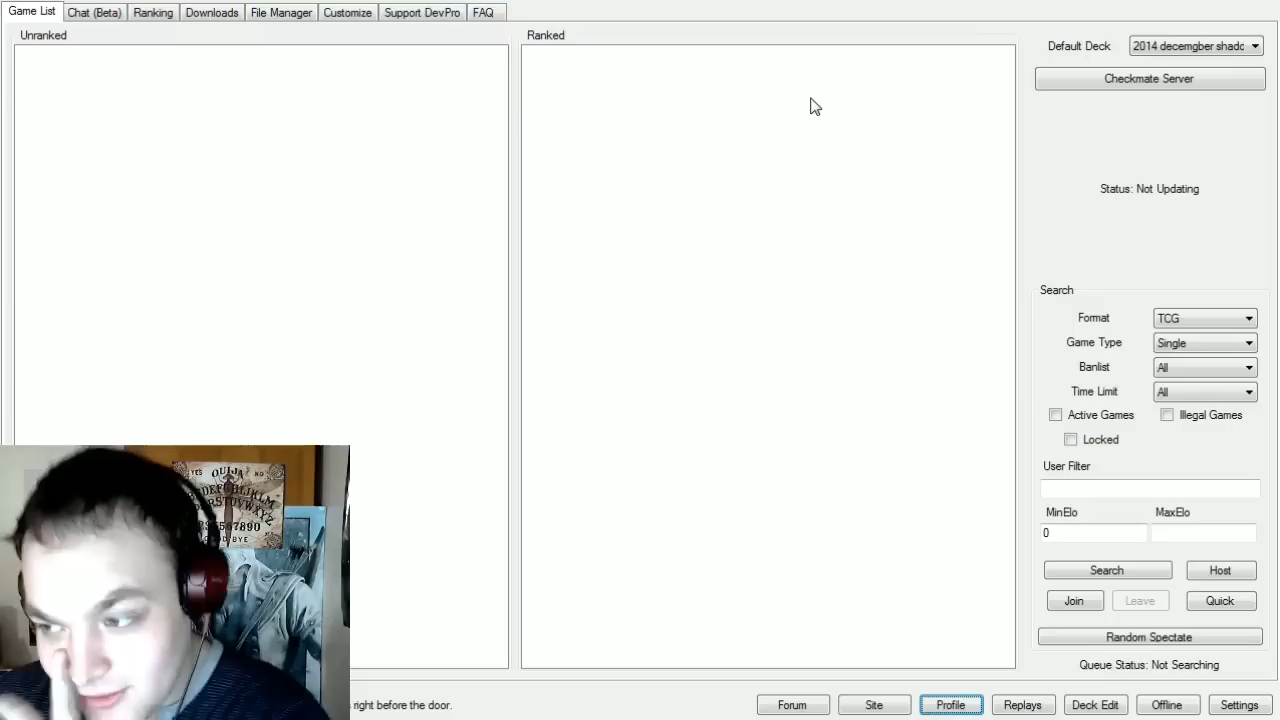 Game List Chat (Beta) Ranking Downloads File Manager Customize Support DevPro FAQ
Unranked
Ranked
Default Deck 2014 decemgber shadc
Checkmate Server
Status: Not Updating
Search
Format TCG
Game Type Single
Banlist All
Time Limit All
Active Games Illegal Games
Locked
User Filter
MinElo MaxElo
0
Search Host
Join Leave Quick
Random Spectate
Queue Status: Not Searching
YES OUIJA NO
right before the door.
Forum Site Profile Replays Deck Edit Offline Settings